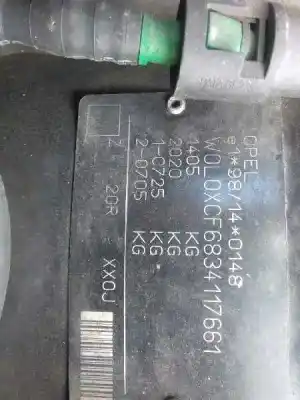 OPEL
e1*98/14*0148
W0L0XCF6834117661
1405 KG
2020 KG
1-0725 KG
2-0705 KG
Z 20R XX0J